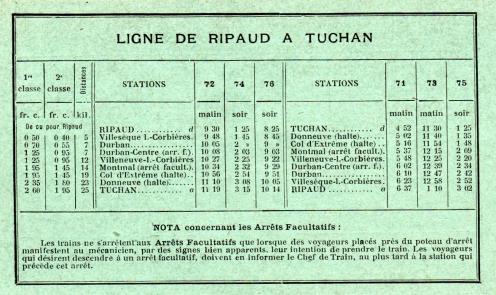 LIGNE DE RIPAUD A TUCHAN
1re classe 2e classe Distances STATIONS 72 74 76 STATIONS 71 73 75
fr. c. fr. c. kil. matin soir soir matin matin soir
De ou pour Ripaud RIPAUD d 9 30 1 25 8 25 TUCHAN d 4 52 11 30 1 25
0 50 0 40 5 Villesèque l.-Corbières. 9 48 1 45 8 45 Donneuve (halte) 5 02 11 40 1 35
0 70 0 55 7 Durban 10 05 2 » 9 » Col d'Extrême (halte) 5 16 11 54 1 48
1 25 0 95 Durban-Centre (arr. f.). 10 08 2 03 9 03 Montmal (arrêt facult.). 5 37 12 15 2 09
1 25 0 95 12 Villeneuve-l.-Corbières 10 27 2 25 9 22 Villeneuve-l.-Corbières 5 48 12 25 2 20
1 95 1 45 14 Montmal (arrêt facult.). 10 34 2 32 9 29 Durban-Centre (arr. f.). 6 02 12 39 2 34
1 95 1 45 19 Col d'Extrême (halte) 10 56 2 54 9 51 Durban 6 10 12 47 2 42
2 35 1 80 23 Donneuve (halte) 11 10 3 08 10 05 Villesèque-l.-Corbières. 6 23 12 58 2 52
2 60 1 95 25 TUCHAN a 11 19 3 15 10 14 RIPAUD a 6 37 1 10 3 02
NOTA concernant les Arrêts Facultatifs :
Les trains ne s'arrêtent aux Arrêts Facultatifs que lorsque des voyageurs placés près du poteau d'arrêt
manifestent au mécanicien, par des signes bien apparents, leur intention de prendre le train. Les voyageurs
qui désirent descendre à un arrêt facultatif, doivent en informer le Chef de Train, au plus tard à la station qui
précède cet arrêt.